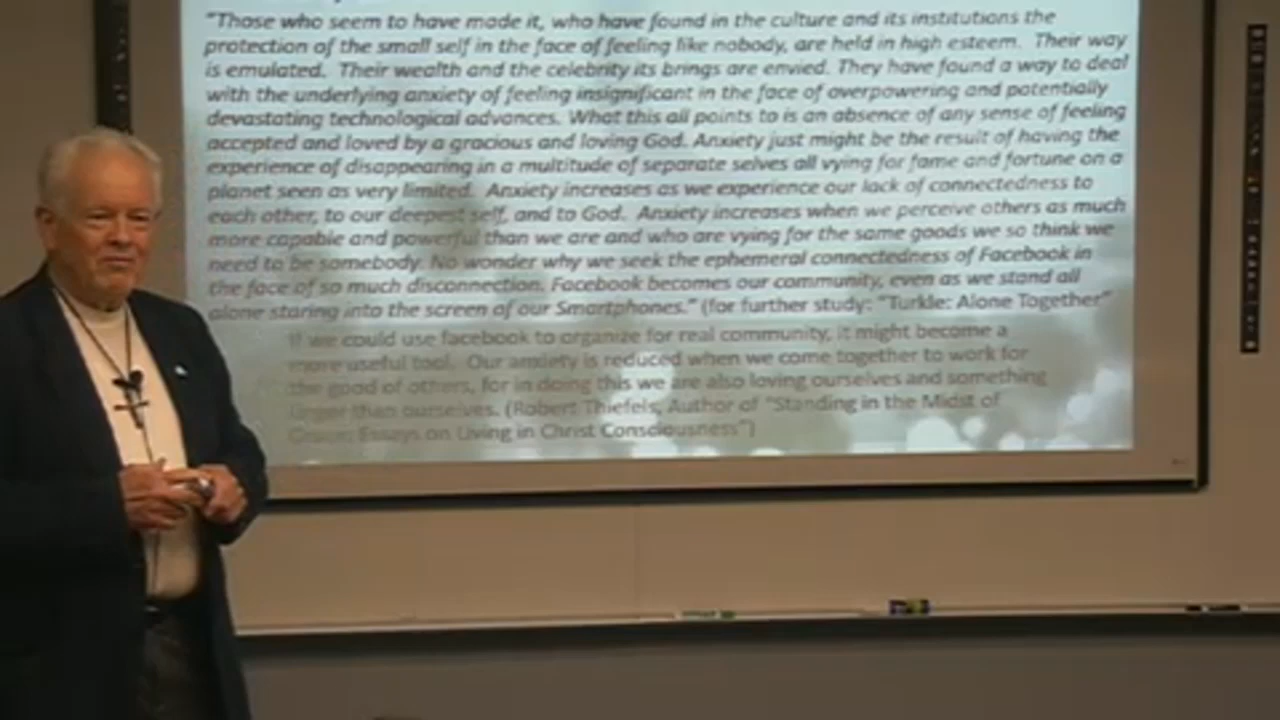 "Those who seem to have made it, who have found in the culture and its institutions the
protection of the small self in the face of feeling like nobody, are held in high esteem. Their way
is emulated. Their wealth and the celebrity its brings are envied. They have found a way to deal
with the underlying anxiety of feeling insignificant in the face of overpowering and potentially
devastating technological advances. What this all points to is an absence of any sense of feeling
accepted and loved by a gracious and loving God. Anxiety just might be the result of having the
experience of disappearing in a multitude of separate selves all vying for fame and fortune on a
planet seen as very limited. Anxiety increases as we experience our lack of connectedness to
each other, to our deepest self, and to God. Anxiety increases when we perceive others as much
more capable and powerful than we are and who are vying for the same goods we so think we
need to be somebody. No wonder why we seek the ephemeral connectedness of Facebook in
the face of so much disconnection. Facebook becomes our community, even as we stand all
alone staring into the screen of our Smartphones." (for further study: "Turkle: Alone Together"
If we could use facebook to organize for real community, it might become a
more useful tool. Our anxiety is reduced when we come together to work for
the good of others, for in doing this we are also loving ourselves and something
larger than ourselves. (Robert Thiefels, Author of "Standing in the Midst of
Grace: Essays on Living in Christ Consciousness")